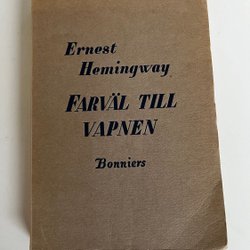 Ernest
Hemingway
FARVÄL TILL
VAPNEN
Bonniers